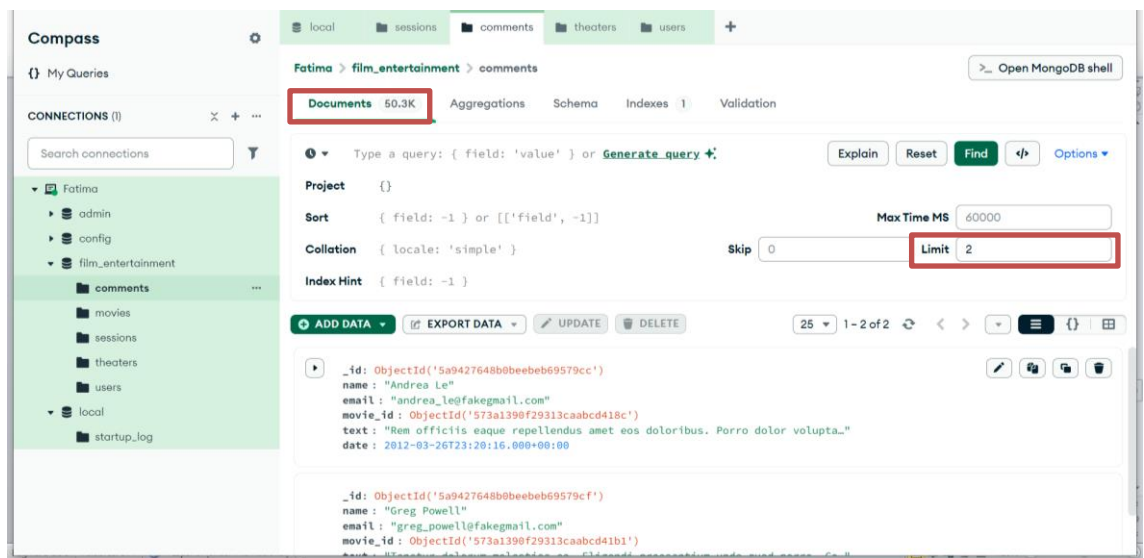 Compass
{} My Queries
CONNECTIONS (1)
Search connections
Fatima
admin
config
film_entertainment
comments
movies
sessions
theaters
users
local
startup_log
local sessions comments theaters users +
Fatima > film_entertainment > comments
>_ Open MongoDB shell
Documents 50.3K Aggregations Schema Indexes 1 Validation
Type a query: { field: 'value' } or Generate query Explain Reset Find </> Options
Project {}
Sort { field: -1 } or [['field', -1]] Max Time MS 60000
Collation { locale: 'simple' } Skip 0 Limit 2
Index Hint { field: -1 }
ADD DATA EXPORT DATA UPDATE DELETE 25 1 - 2 of 2 {}
_id: ObjectId('5a9427648b0beebeb69579cc')
name : "Andrea Le"
email : "andrea_le@fakegmail.com"
movie_id : ObjectId('573a1390f29313caabcd418c')
text : "Rem officiis eaque repellendus amet eos doloribus. Porro dolor volupta…"
date : 2012-03-26T23:20:16.000+00:00
_id: ObjectId('5a9427648b0beebeb69579cf')
name : "Greg Powell"
email : "greg_powell@fakegmail.com"
movie_id : ObjectId('573a1390f29313caabcd41b1')